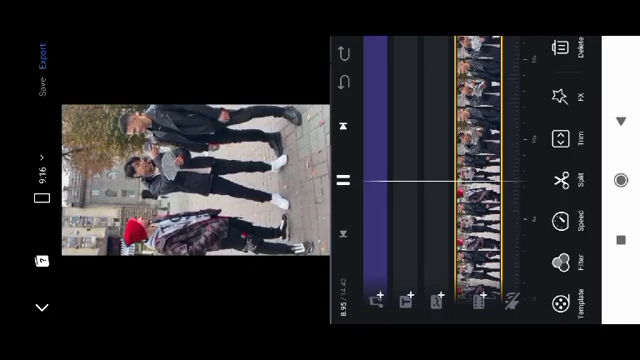 Save
Export
9:16
8.95 / 14.42
Template
Filter
Speed
Split
Trim
FX
Delete